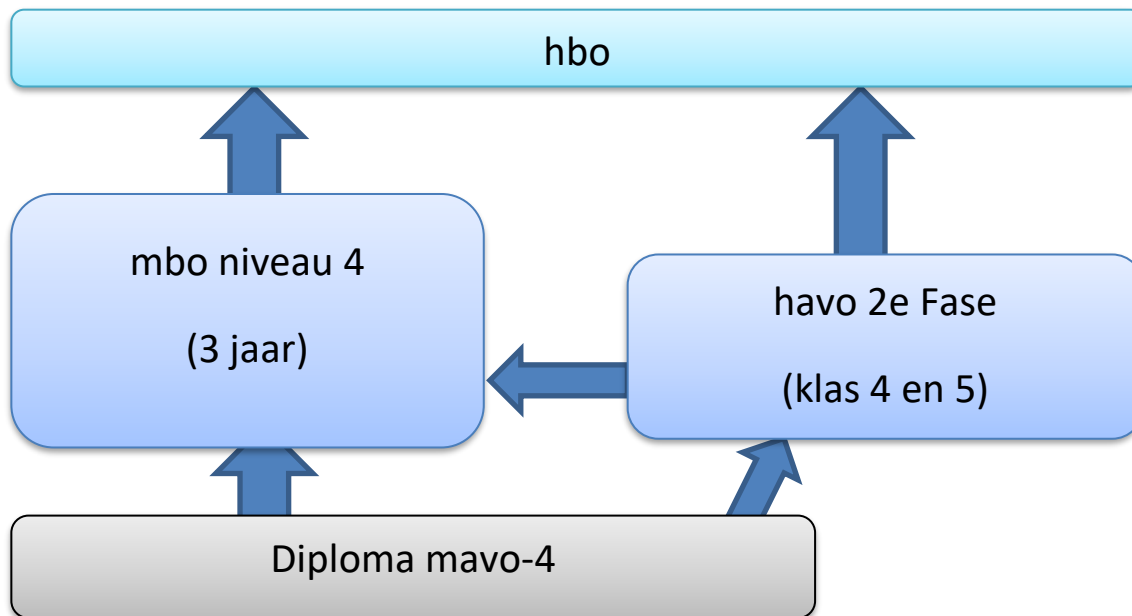 hbo
mbo niveau 4
(3 jaar)
havo 2e Fase
(klas 4 en 5)
Diploma mavo-4